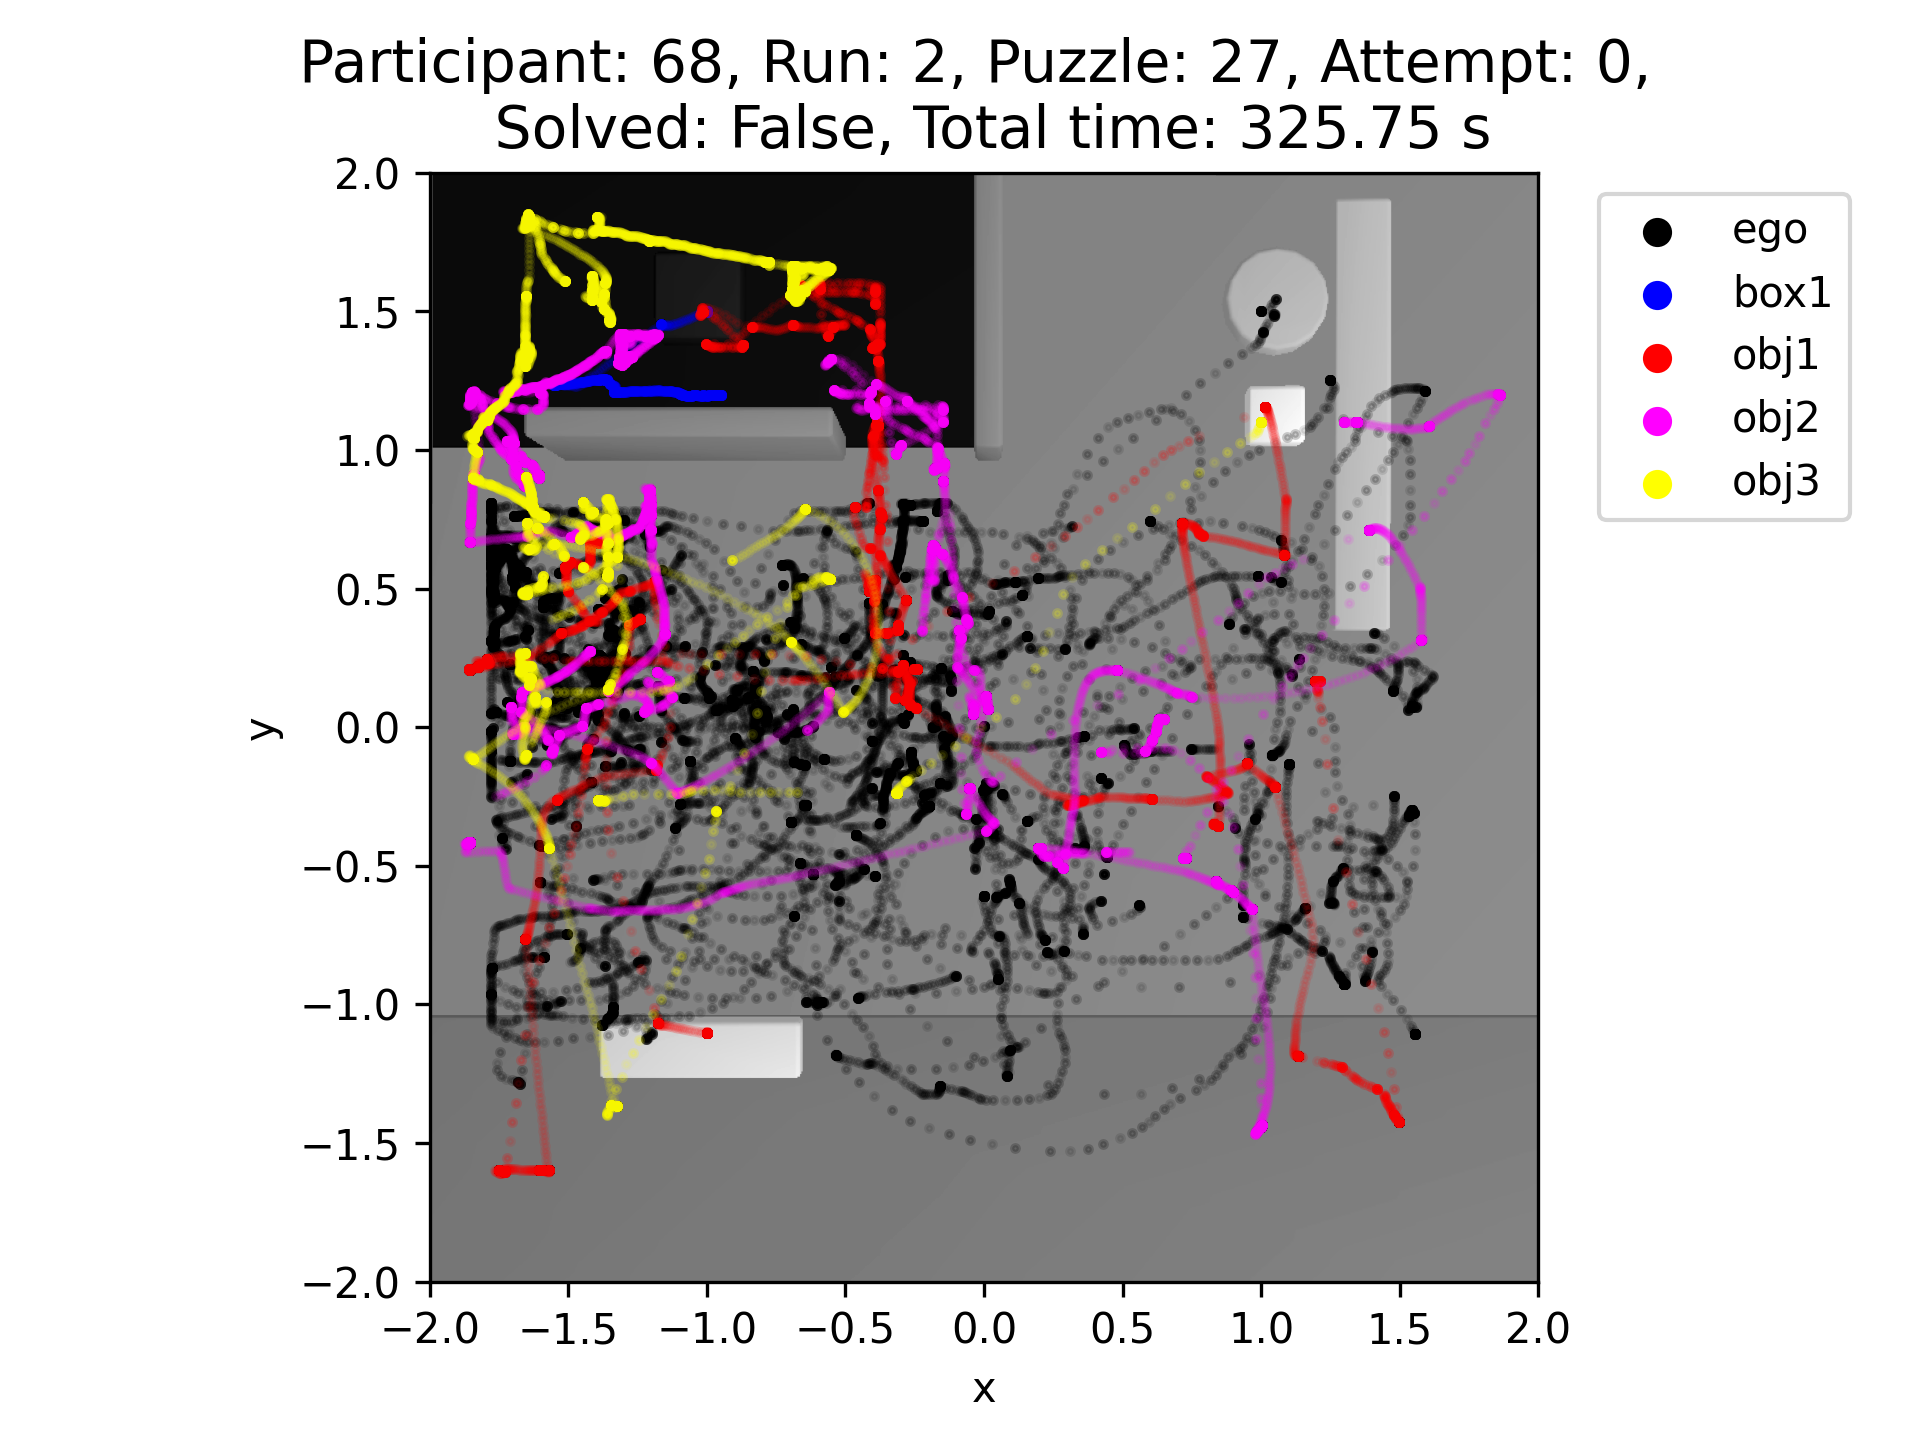 Participant: 68, Run: 2, Puzzle: 27, Attempt: 0,
Solved: False, Total time: 325.75 s
2.0
1.5
1.0
0.5
0.0
−0.5
−1.0
−1.5
−2.0
y
−2.0 −1.5 −1.0 −0.5 0.0 0.5 1.0 1.5 2.0
x
ego
box1
obj1
obj2
obj3